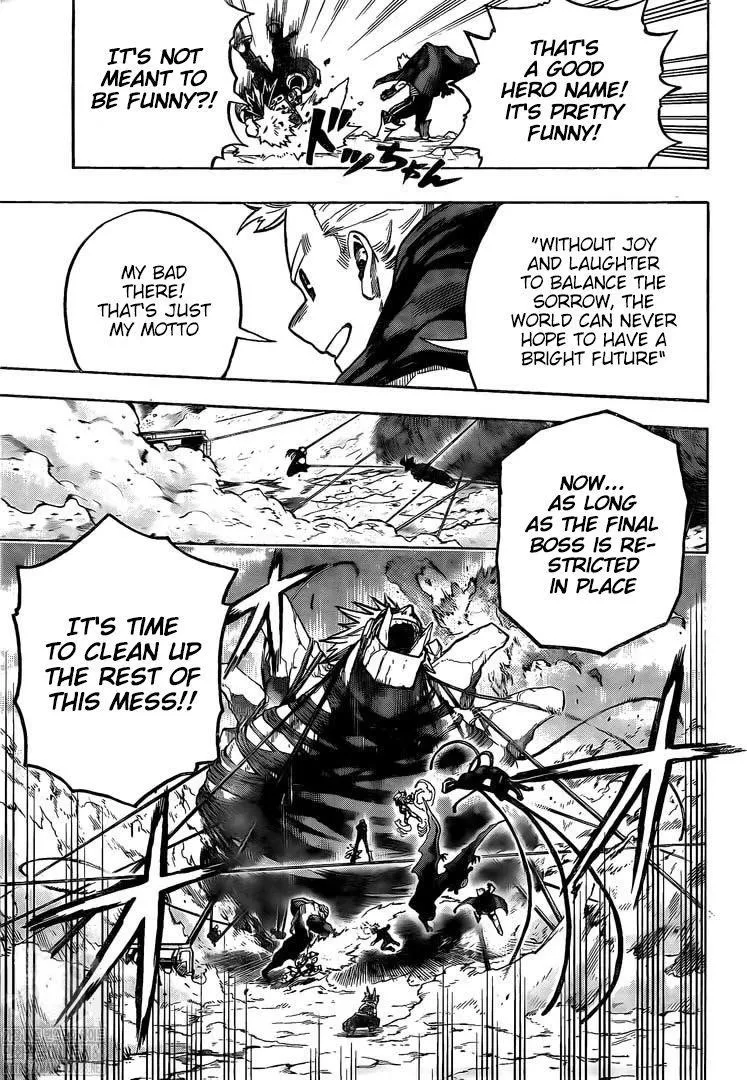 THAT'S
A GOOD
HERO NAME!
IT'S PRETTY
FUNNY!
IT'S NOT
MEANT TO
BE FUNNY?!
ドッちゃん
"WITHOUT JOY
AND LAUGHTER
TO BALANCE THE
SORROW, THE
WORLD CAN NEVER
HOPE TO HAVE A
BRIGHT FUTURE"
MY BAD
THERE!
THAT'S JUST
MY MOTTO
NOW...
AS LONG
AS THE FINAL
BOSS IS RE-
STRICTED
IN PLACE
IT'S TIME
TO CLEAN UP
THE REST OF
THIS MESS!!